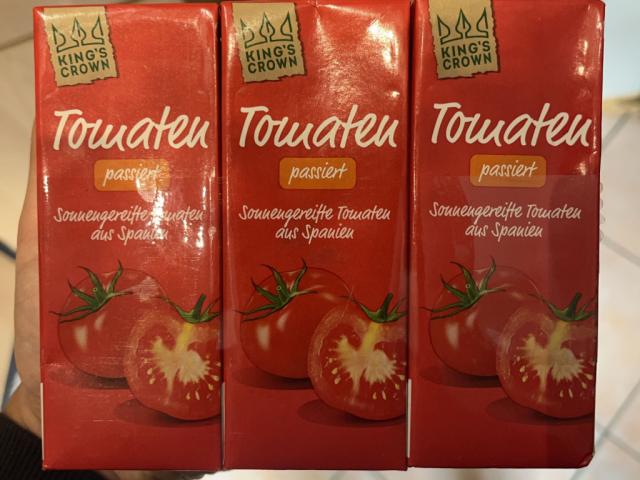 KING'S
CROWN
Tomaten
passiert
Sonnengereifte Tomaten
aus Spanien
KING'S
CROWN
Tomaten
passiert
Sonnengereifte Tomaten
aus Spanien
KING'S
CROWN
Tomaten
passiert
Sonnengereifte Tomaten
aus Spanien